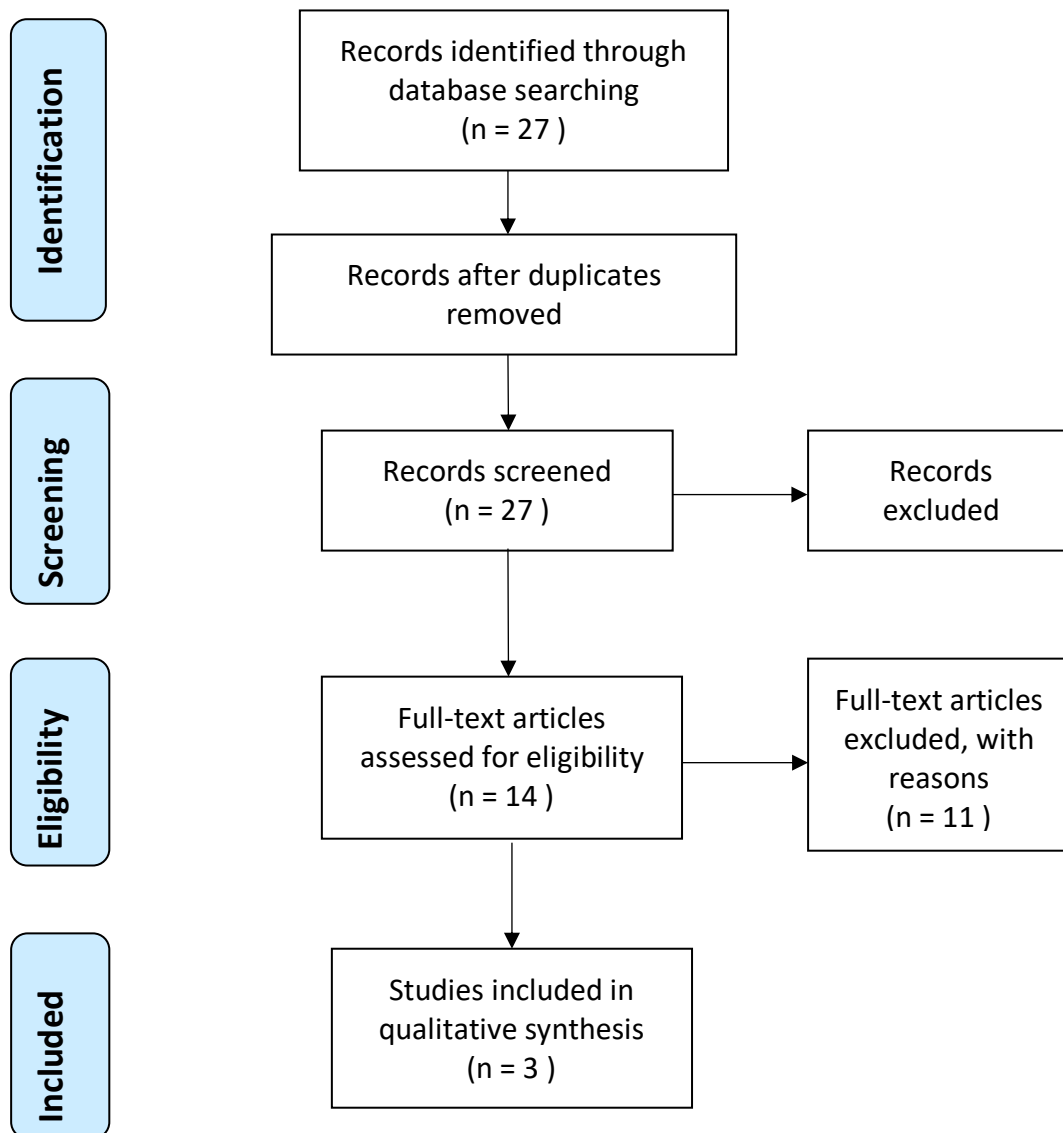 Identification
Records identified through
database searching
(n = 27 )
Records after duplicates
removed
Screening
Records screened
(n = 27 )
Records
excluded
Eligibility
Full-text articles
assessed for eligibility
(n = 14 )
Full-text articles
excluded, with
reasons
(n = 11 )
Included
Studies included in
qualitative synthesis
(n = 3 )